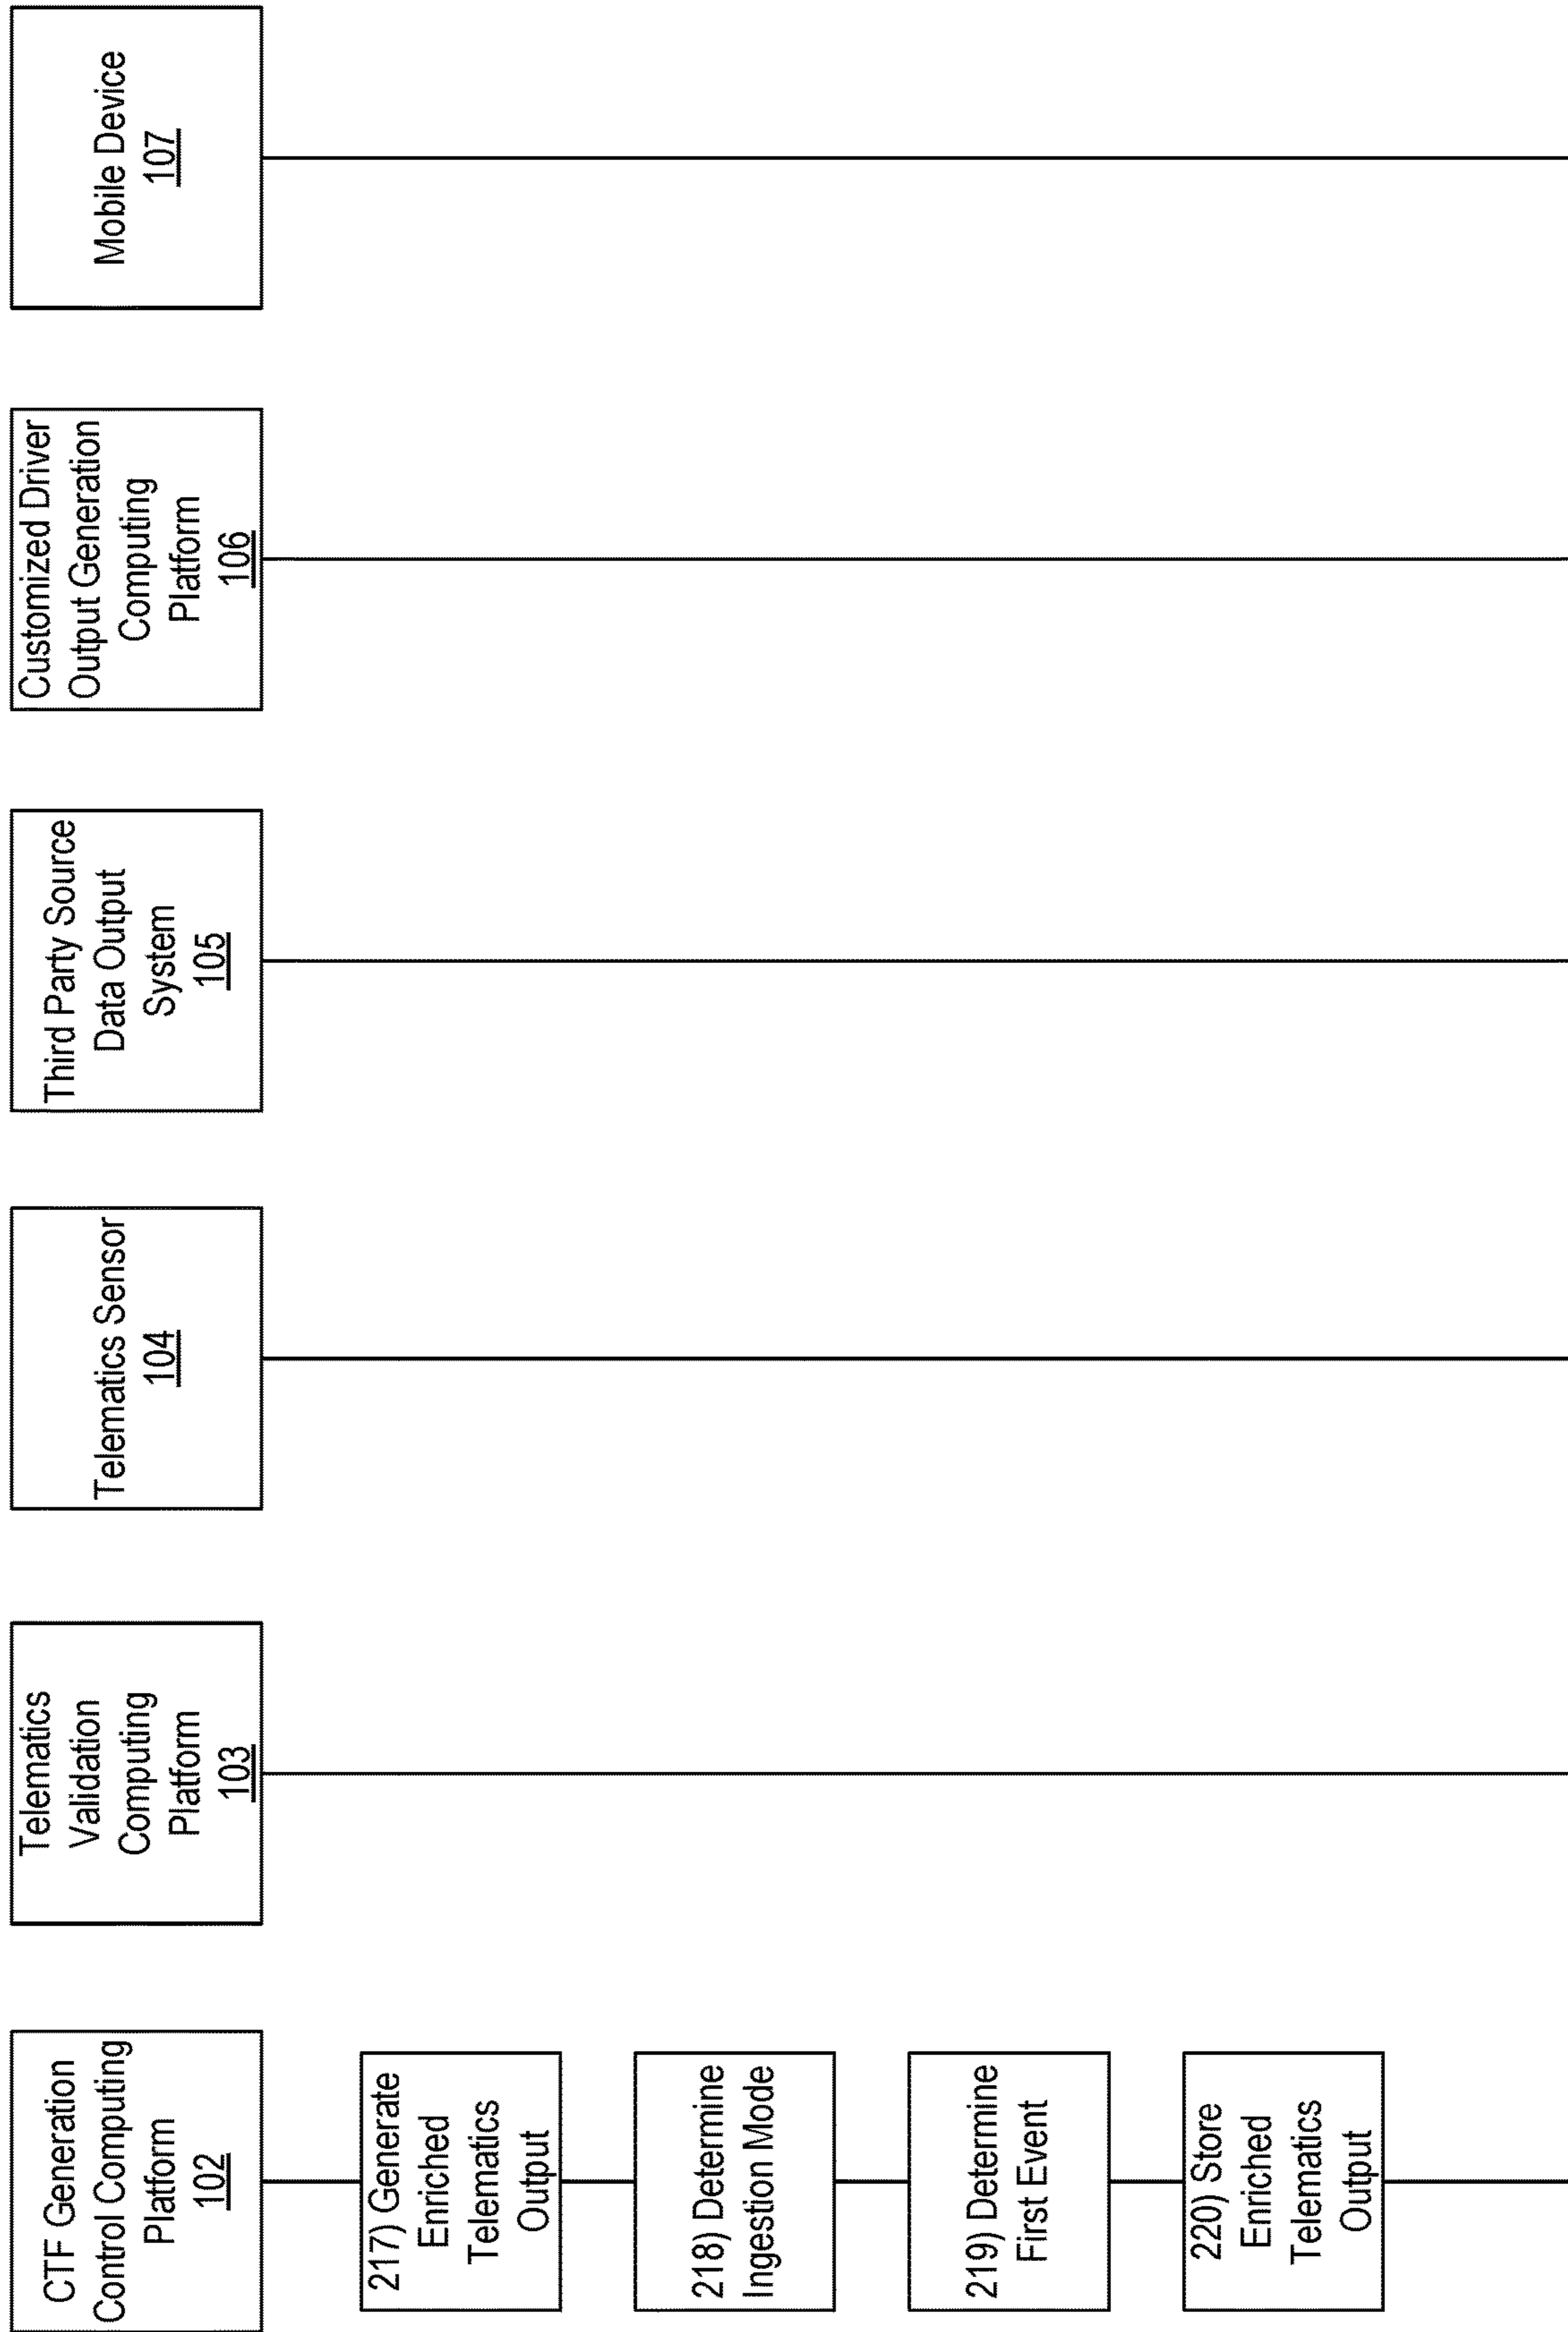 CTF Generation
Control Computing
Platform
102
Telematics
Validation
Computing
Platform
103
Telematics Sensor
104
Third Party Source
Data Output
System
105
Customized Driver
Output Generation
Computing
Platform
106
Mobile Device
107
217) Generate
Enriched
Telematics
Output
218) Determine
Ingestion Mode
219) Determine
First Event
220) Store
Enriched
Telematics
Output